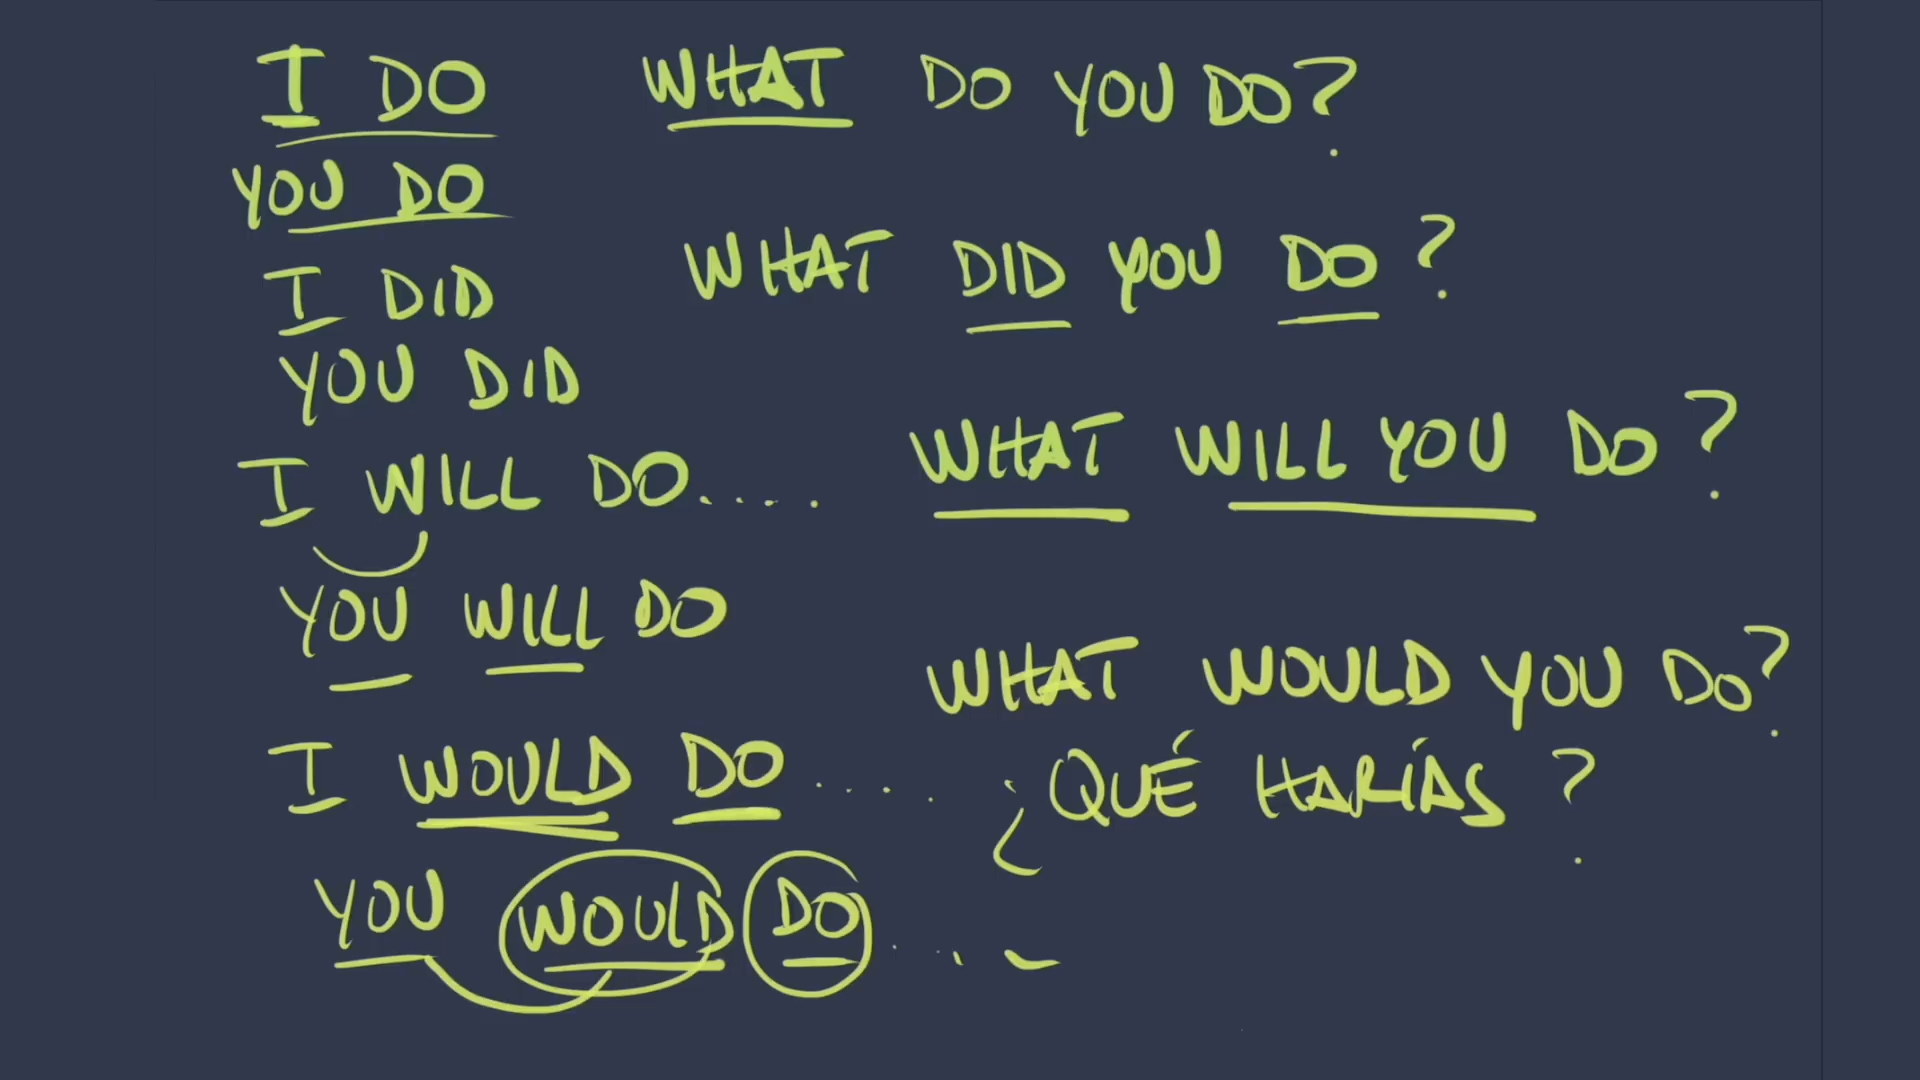 I DO WHAT DO YOU DO?
YOU DO
WHAT DID YOU DO?
I DID
YOU DID
WHAT WILL YOU DO?
I WILL DO....
YOU WILL DO
WHAT WOULD YOU DO?
I WOULD DO.... ¿QUÉ HARÍAS?
YOU WOULD DO...